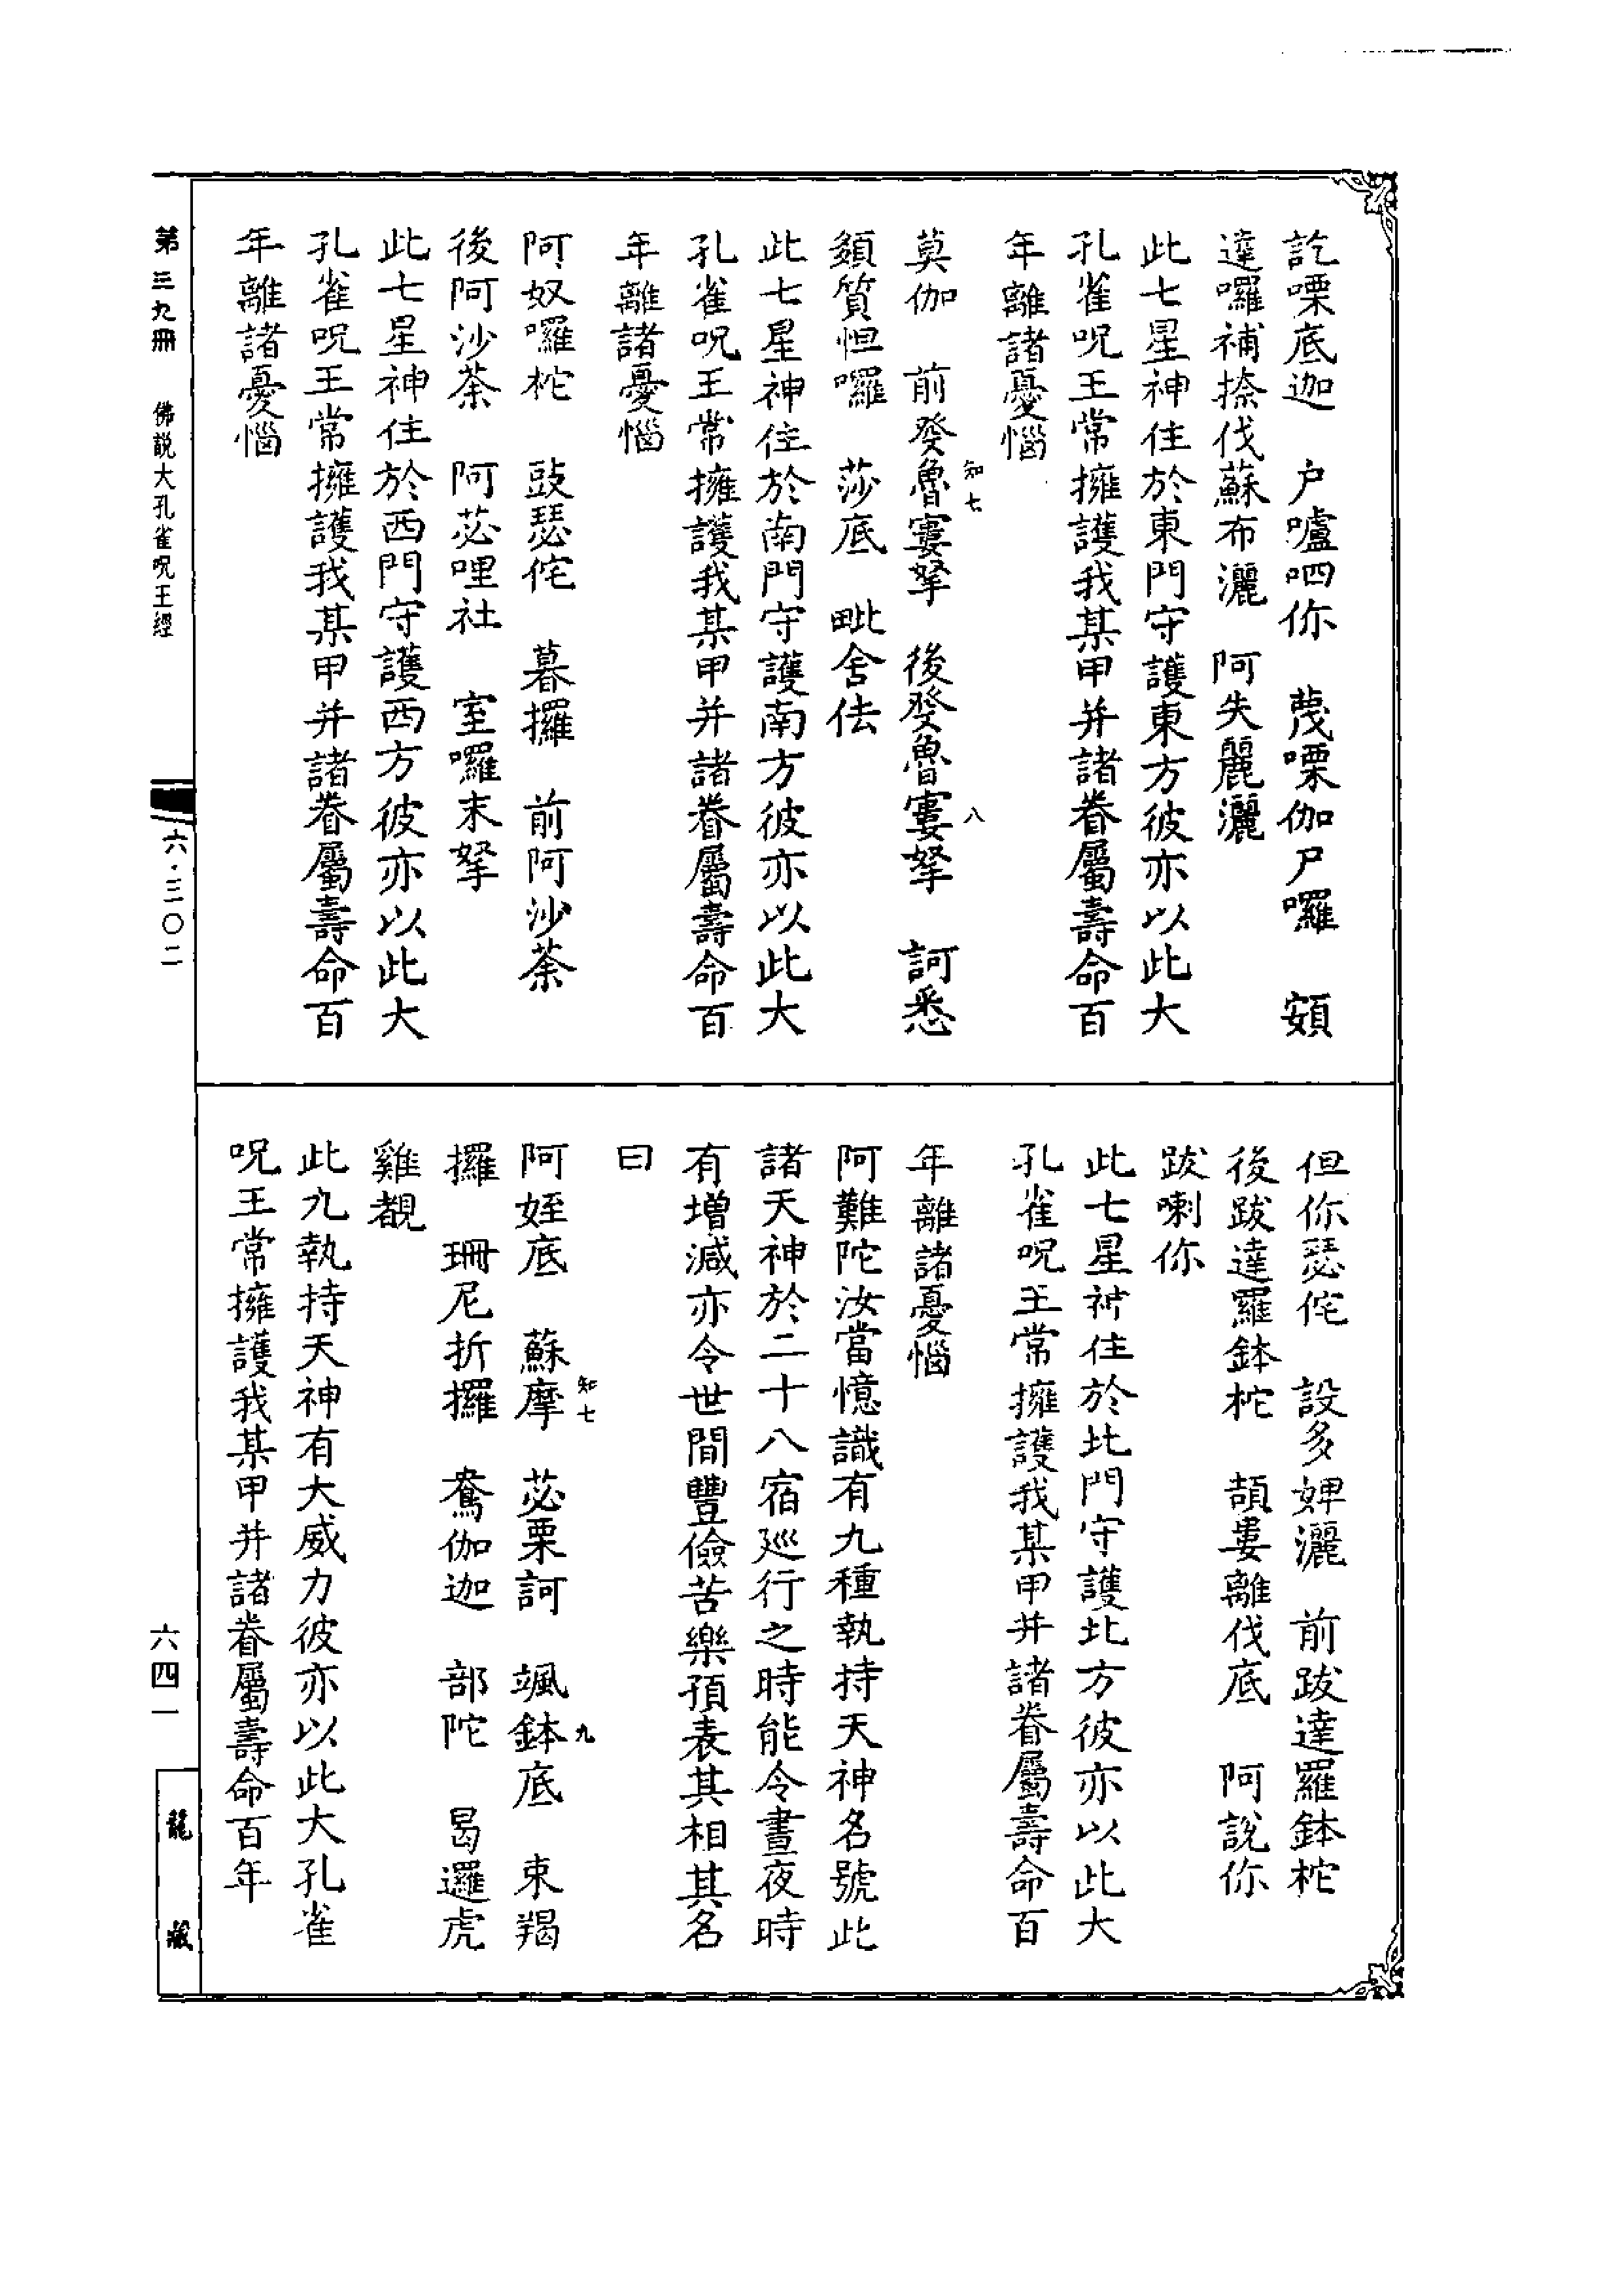 訖㗚底迦　户嚧呬你　蔑㗚伽尸囉　頞
達囉補捺伐蘇布灑　阿失麗灑
此七星神住於東門守護東方彼亦以此大
孔雀呪王常擁護我某甲并諸眷屬壽命百
年離諸憂惱
莫伽　前發魯窶拏　後發魯窶拏　訶悉
知七
八
頞質怛囉　莎底　毗舍佉
此七星神住於南門守護南方彼亦以此大
孔雀呪王常擁護我某甲并諸眷屬壽命百
年離諸憂惱
阿奴囉柁　豉瑟侘　暮攞　前阿沙荼
後阿沙荼　阿苾哩社　室囉末拏
此七星神住於西門守護西方彼亦以此大
孔雀呪王常擁護我某甲并諸眷屬壽命百
年離諸憂惱
但你瑟侘　設多婢灑　前跋達羅鉢柁
後跋達羅鉢柁　頡婁離伐底　阿說你
跋喇你
此七星神住於北門守護北方彼亦以此大
孔雀呪王常擁護我某甲并諸眷屬壽命百
年離諸憂惱
阿難陀汝當憶識有九種執持天神名號此
諸天神於二十八宿巡行之時能令晝夜時
有增減亦令世間豐儉苦樂預表其相其名
曰
阿姪底　蘇摩　苾栗訶　颯鉢底　束羯
知七
九
攞　珊尼折攞　鴦伽迦　部陀　曷邏虎
雞覩
此九執持天神有大威力彼亦以此大孔雀
呪王常擁護我某甲并諸眷屬壽命百年
第三九冊　佛説大孔雀呪王經
六·三〇二
六四一
龍藏